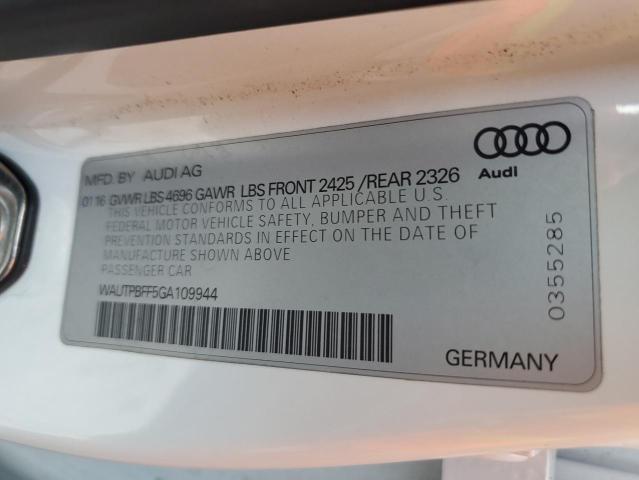 MFD. BY AUDI AG
0116 GVWR LBS 4696 GAWR LBS FRONT 2425 / REAR 2326
THIS VEHICLE CONFORMS TO ALL APPLICABLE U.S.
FEDERAL MOTOR VEHICLE SAFETY, BUMPER AND THEFT
PREVENTION STANDARDS IN EFFECT ON THE DATE OF
MANUFACTURE SHOWN ABOVE
PASSENGER CAR
WAUTPBFF5GA109944
Audi
0355285
GERMANY